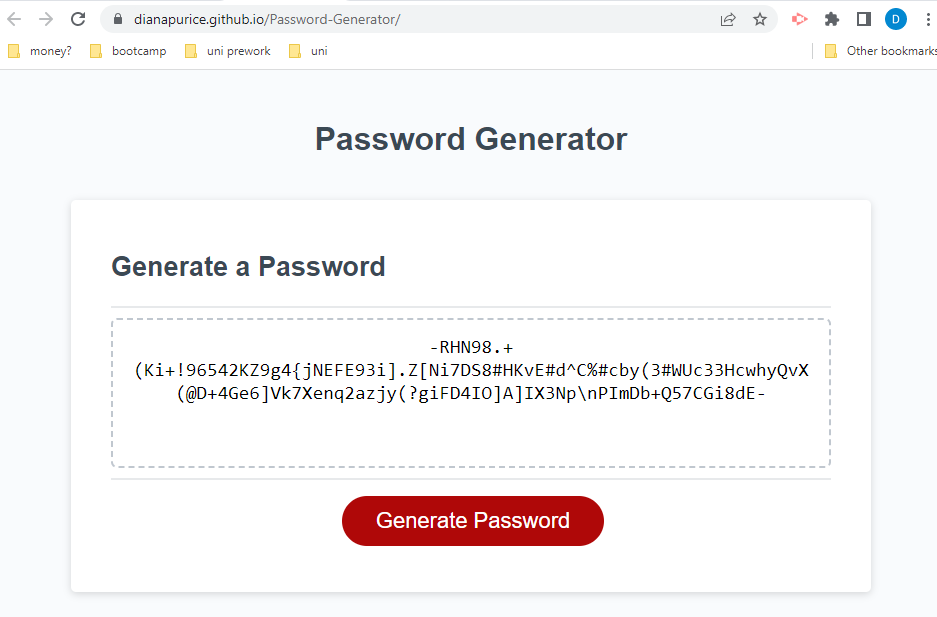 dianapurice.github.io/Password-Generator/
D
money? bootcamp uni prework uni Other bookmarks
Password Generator
Generate a Password
-RHN98.+
(Ki+!96542KZ9g4{jNEFE93i].Z[Ni7DS8#HKvE#d^C%#cby(3#WUc33HcwhyQvX
(@D+4Ge6]Vk7Xenq2azjy(?giFD4IO]A]IX3Np\nPImDb+Q57CGi8dE-
Generate Password